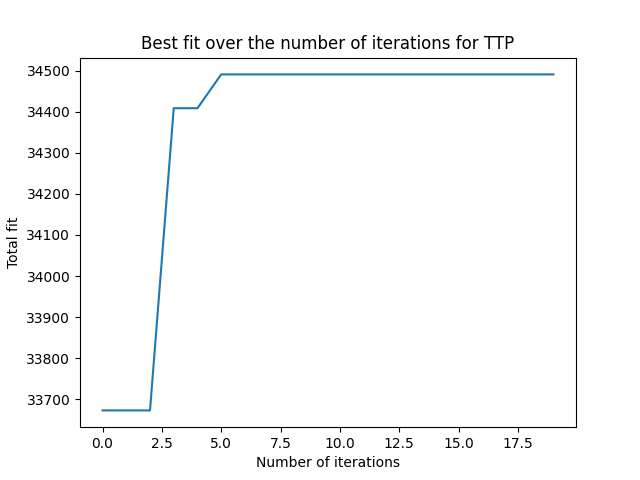 Best fit over the number of iterations for TTP
34500
34400
34300
34200
34100
34000
33900
33800
33700
Total fit
0.0 2.5 5.0 7.5 10.0 12.5 15.0 17.5
Number of iterations